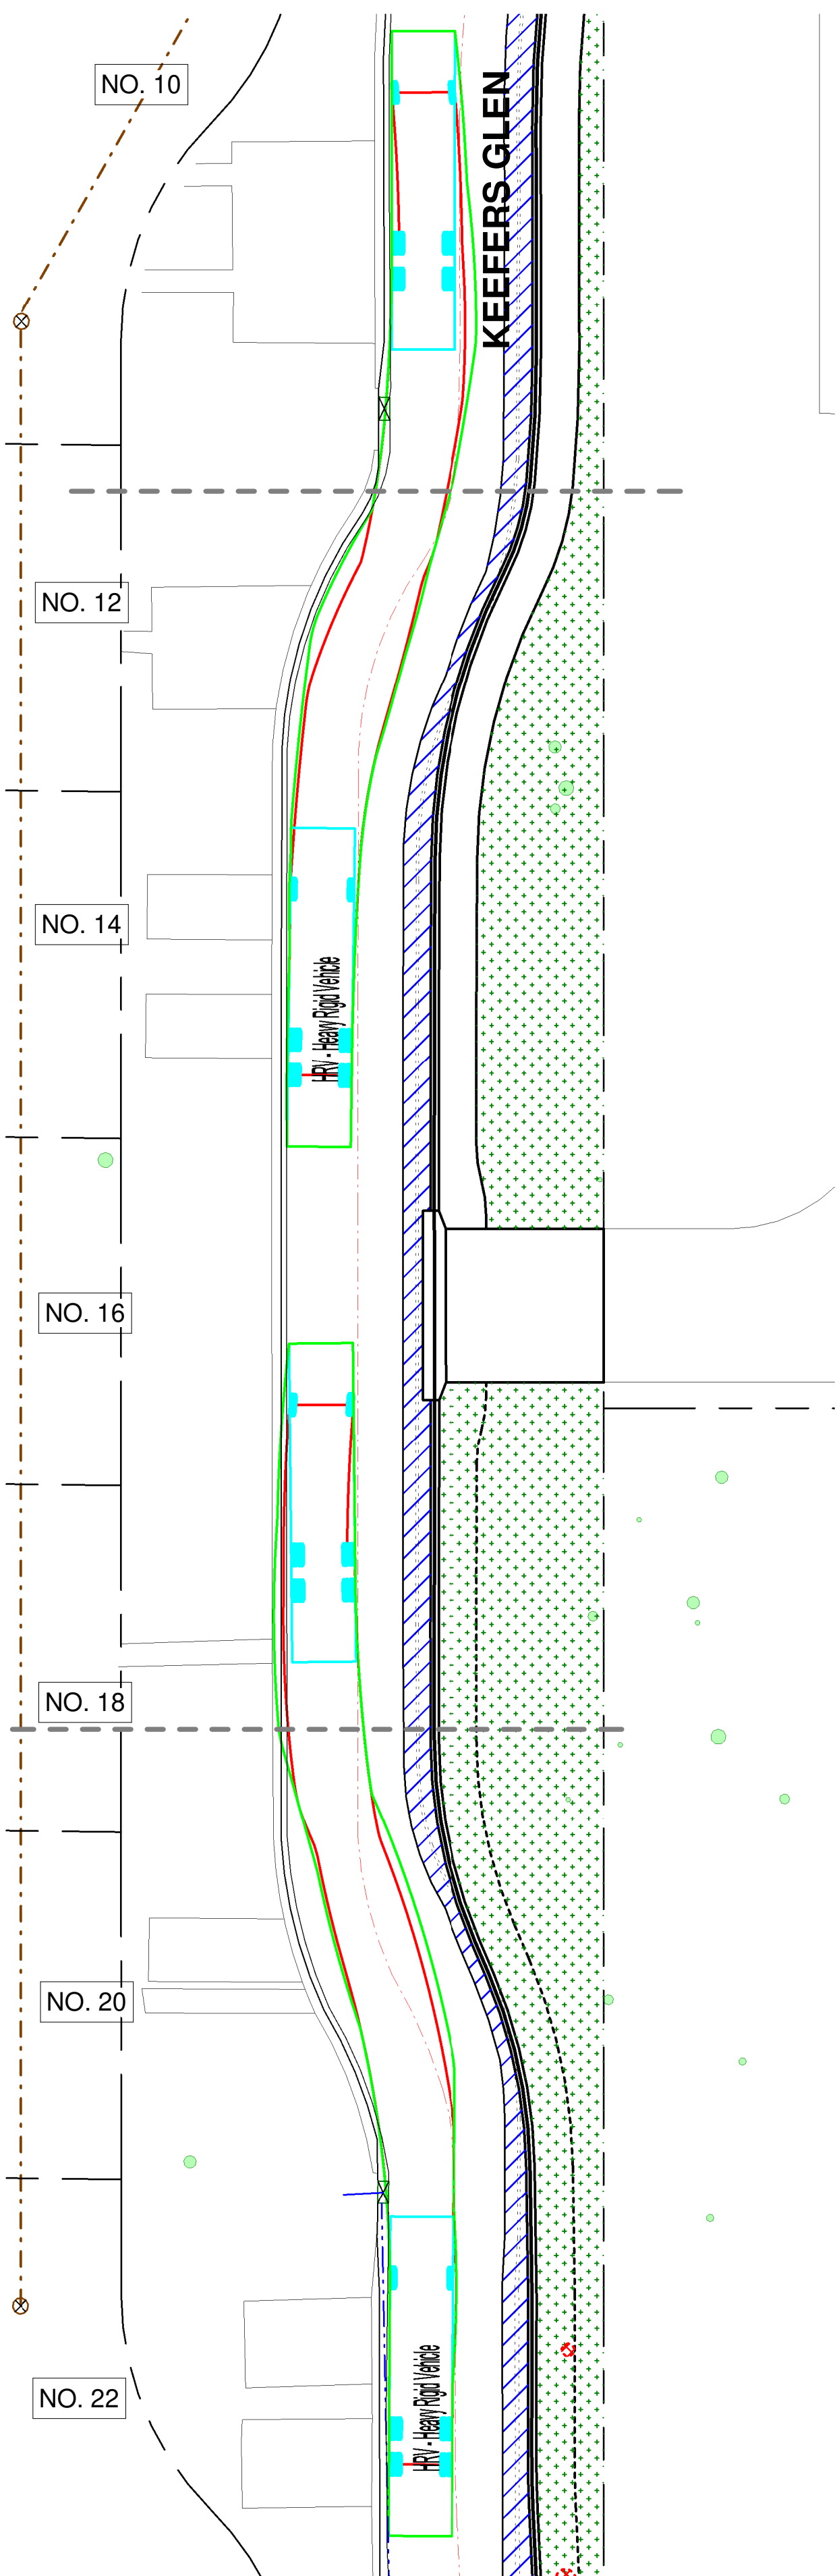 NO. 10
KEEFERS GLEN
NO. 12
NO. 14
HRV - Heavy Rigid Vehicle
NO. 16
NO. 18
NO. 20
HRV - Heavy Rigid Vehicle
NO. 22